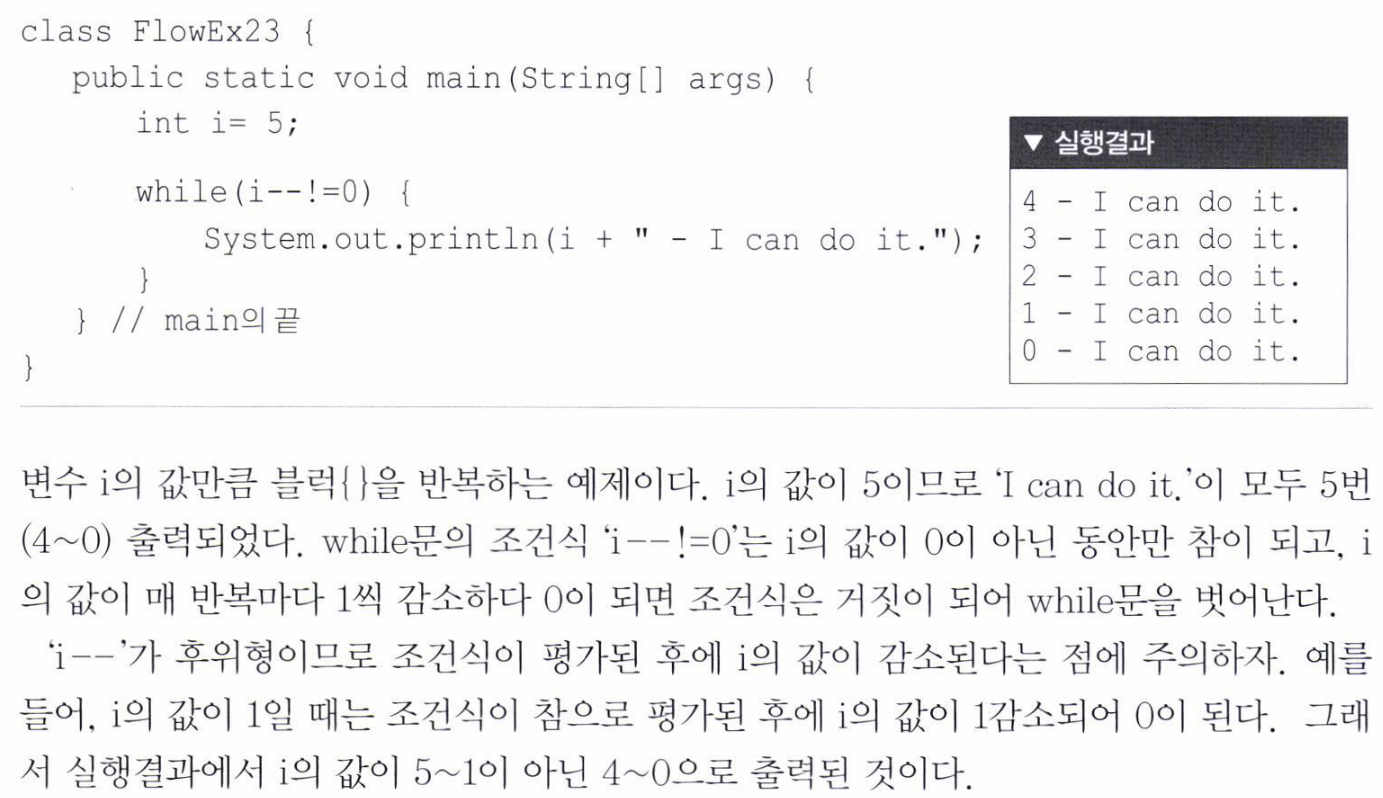 class FlowEx23 {
public static void main(String[] args) {
int i= 5;
while(i--!=0) {
System.out.println(i + " - I can do it.");
}
} // main의 끝
}
▼ 실행결과
4 - I can do it.
3 - I can do it.
2 - I can do it.
1 - I can do it.
0 - I can do it.
변수 i의 값만큼 블럭{}을 반복하는 예제이다. i의 값이 5이므로 ‘I can do it.’이 모두 5번
(4~0) 출력되었다. while문의 조건식 ‘i--!=0’는 i의 값이 0이 아닌 동안만 참이 되고, i
의 값이 매 반복마다 1씩 감소하다 0이 되면 조건식은 거짓이 되어 while문을 벗어난다.
‘i--’가 후위형이므로 조건식이 평가된 후에 i의 값이 감소된다는 점에 주의하자. 예를
들어, i의 값이 1일 때는 조건식이 참으로 평가된 후에 i의 값이 1감소되어 0이 된다. 그래
서 실행결과에서 i의 값이 5~1이 아닌 4~0으로 출력된 것이다.